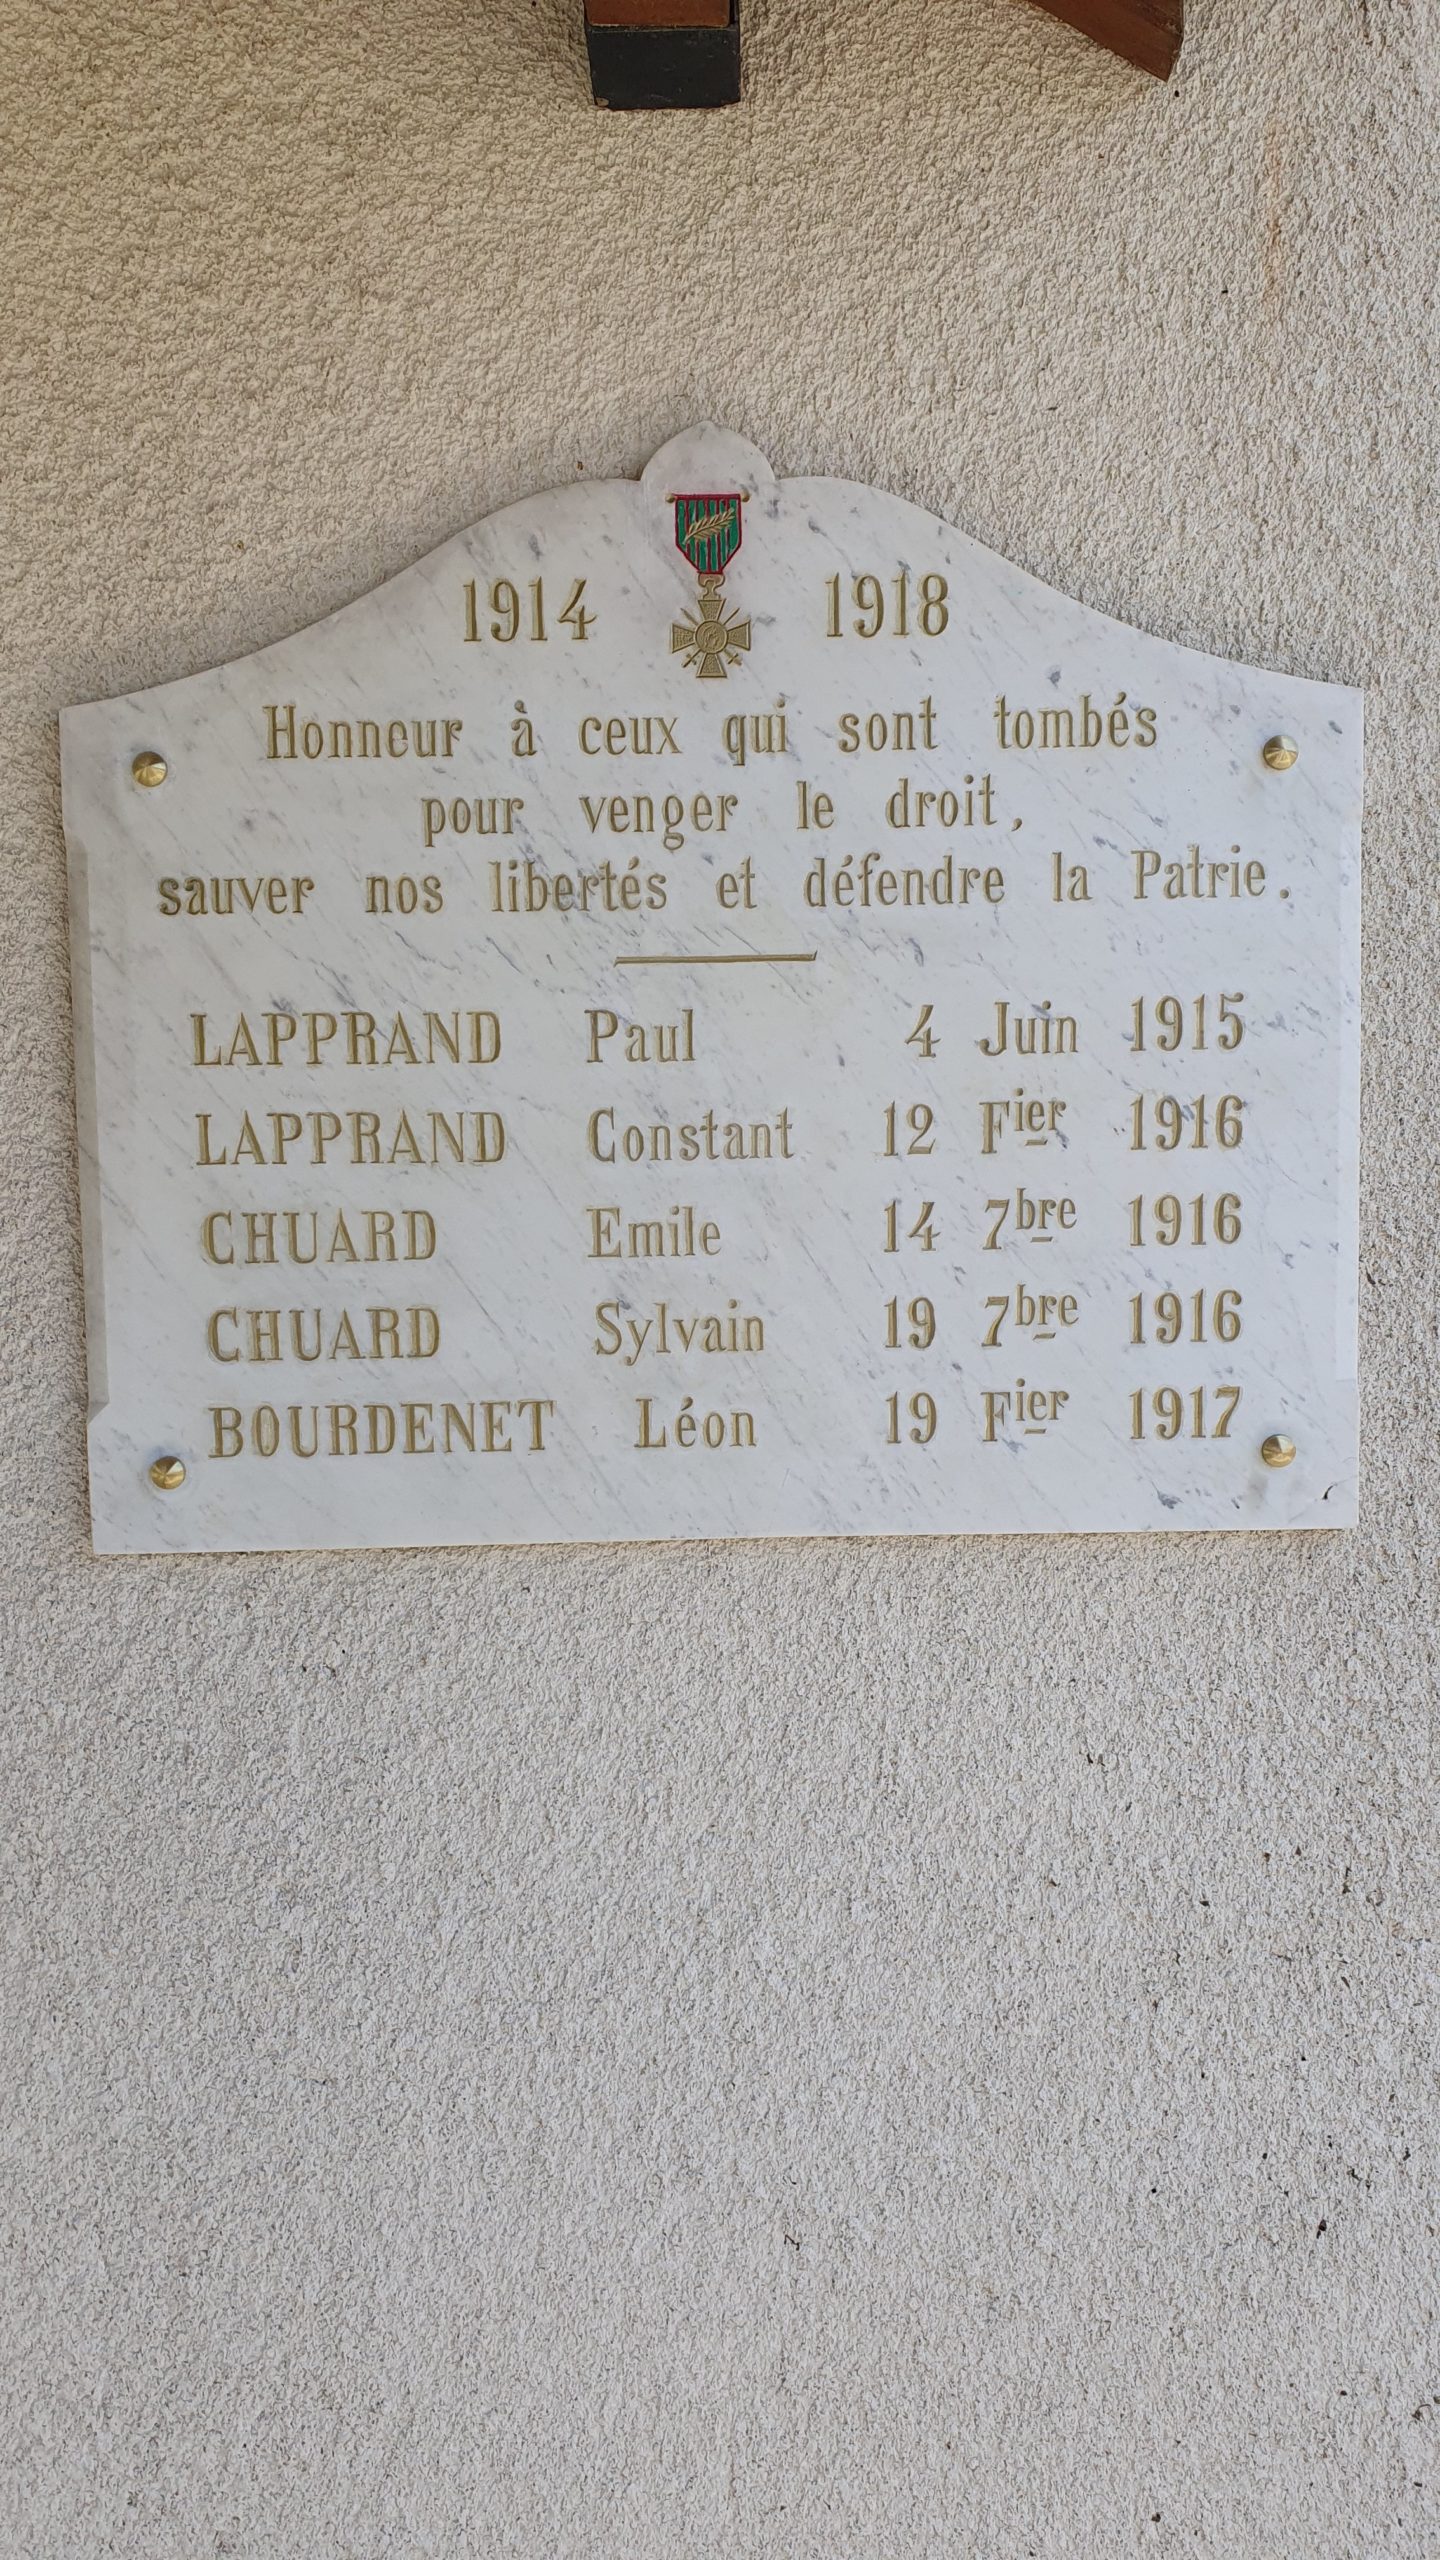 1914 1918
Honneur à ceux qui sont tombés
pour venger le droit,
sauver nos libertés et défendre la Patrie.
LAPPRAND Paul 4 Juin 1915
LAPPRAND Constant 12 Fier 1916
CHUARD Emile 14 7bre 1916
CHUARD Sylvain 19 7bre 1916
BOURDENET Léon 19 Fier 1917